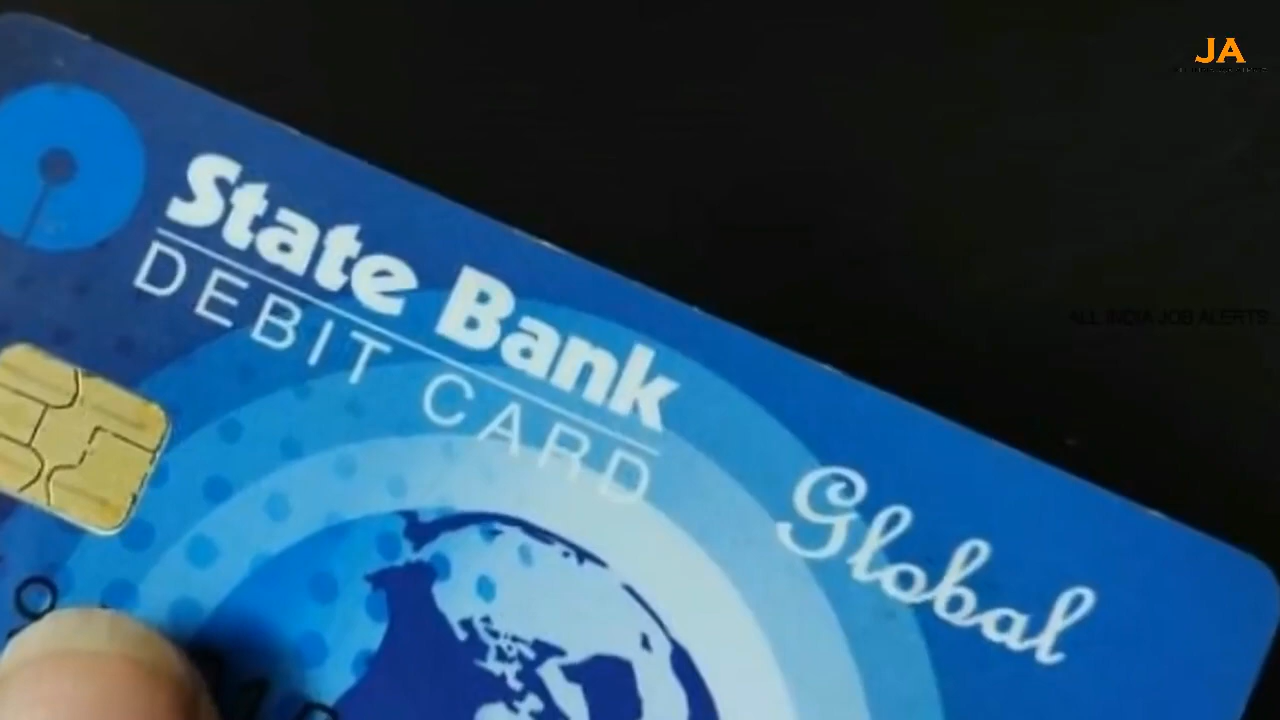 JA
State Bank
DEBIT CARD
Global
ALL INDIA JOB ALERTS